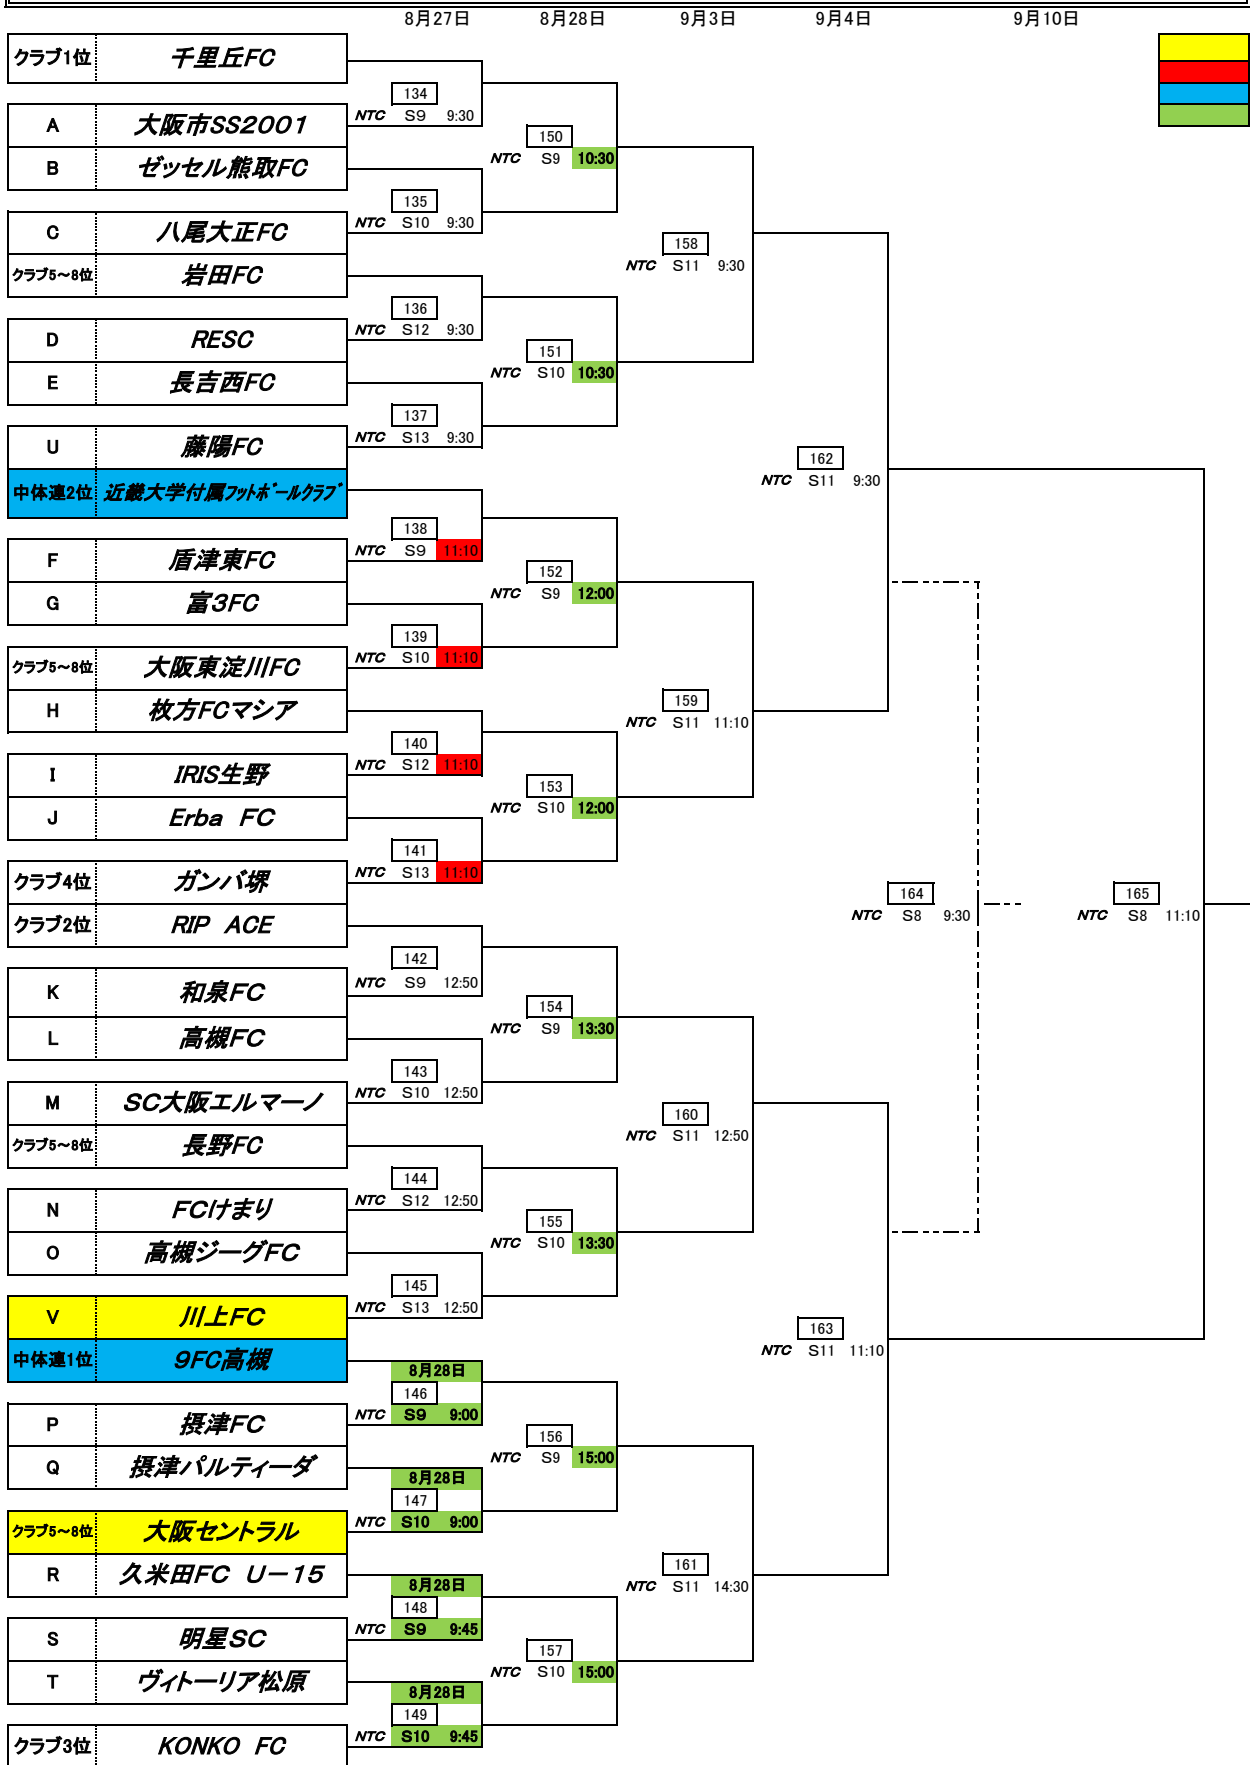 8月27日 8月28日 9月3日 9月4日 9月10日
クラブ1位 千里丘FC
134
NTC S9 9:30
A 大阪市SS2001
150
NTC S9 10:30
B ゼッセル熊取FC
135
NTC S10 9:30
C 八尾大正FC
158
NTC S11 9:30
クラブ5～8位 岩田FC
136
NTC S12 9:30
D RESC
151
NTC S10 10:30
E 長吉西FC
137
NTC S13 9:30
U 藤陽FC
162
NTC S11 9:30
中体連2位 近畿大学付属フットボールクラブ
138
NTC S9 11:10
F 盾津東FC
152
NTC S9 12:00
G 富3FC
139
NTC S10 11:10
クラブ5～8位 大阪東淀川FC
H 枚方FCマシア
159
NTC S11 11:10
140
NTC S12 11:10
I IRIS生野
153
NTC S10 12:00
J Erba FC
141
NTC S13 11:10
クラブ4位 ガンバ堺
164
NTC S8 9:30
165
NTC S8 11:10
クラブ2位 RIP ACE
142
NTC S9 12:50
K 和泉FC
154
NTC S9 13:30
L 高槻FC
143
NTC S10 12:50
M SC大阪エルマーノ
160
NTC S11 12:50
クラブ5～8位 長野FC
144
NTC S12 12:50
N FCけまり
155
NTC S10 13:30
O 高槻ジーグFC
145
NTC S13 12:50
V 川上FC
163
NTC S11 11:10
中体連1位 9FC高槻
8月28日
146
NTC S9 9:00
P 摂津FC
156
NTC S9 15:00
Q 摂津パルティーダ
8月28日
147
NTC S10 9:00
クラブ5～8位 大阪セントラル
161
NTC S11 14:30
R 久米田FC U－15
8月28日
148
NTC S9 9:45
S 明星SC
157
NTC S10 15:00
T ヴィトーリア松原
8月28日
149
NTC S10 9:45
クラブ3位 KONKO FC